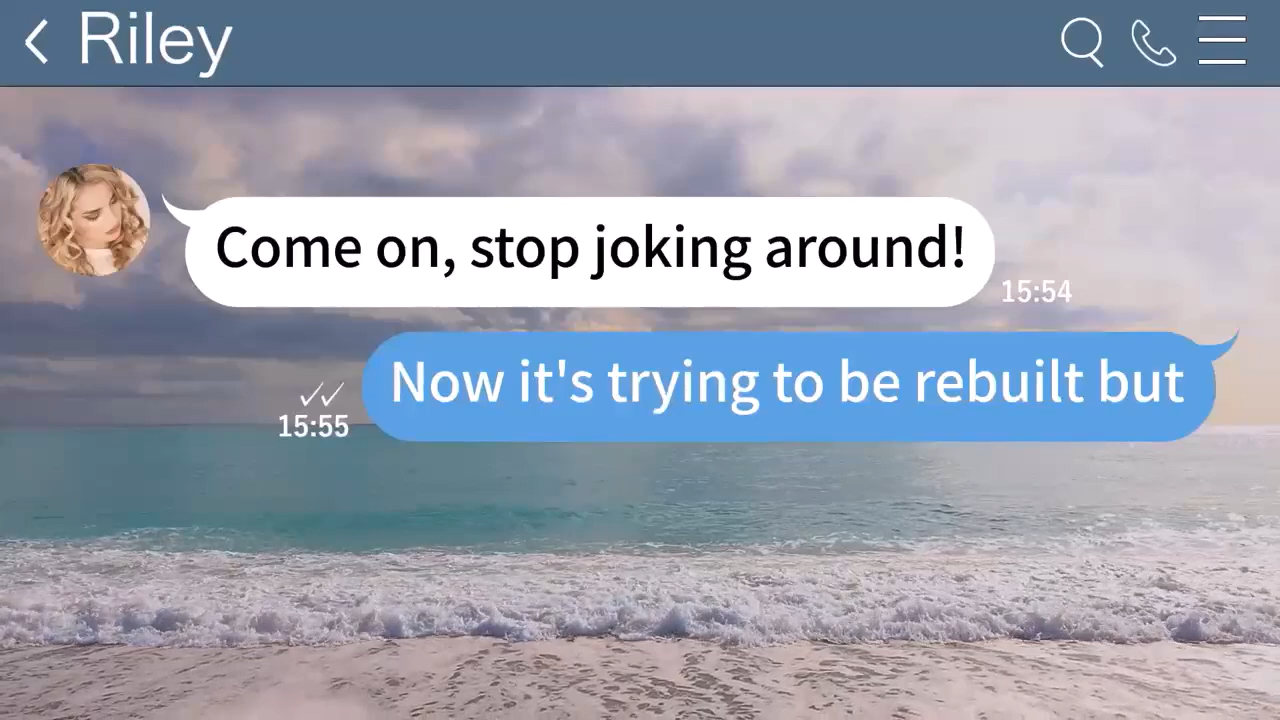 Riley
Come on, stop joking around!
15:54
Now it's trying to be rebuilt but
15:55